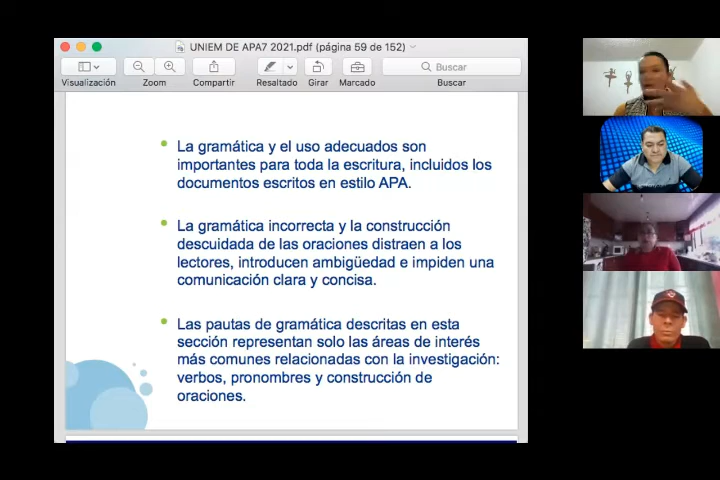 UNIEM DE APA7 2021.pdf (página 59 de 152)
Buscar
Visualización
Zoom
Compartir
Resaltado
Girar
Marcado
Buscar
La gramática y el uso adecuados son
importantes para toda la escritura, incluidos los
documentos escritos en estilo APA.
La gramática incorrecta y la construcción
descuidada de las oraciones distraen a los
lectores, introducen ambigüedad e impiden una
comunicación clara y concisa.
Las pautas de gramática descritas en esta
sección representan solo las áreas de interés
más comunes relacionadas con la investigación:
verbos, pronombres y construcción de
oraciones.